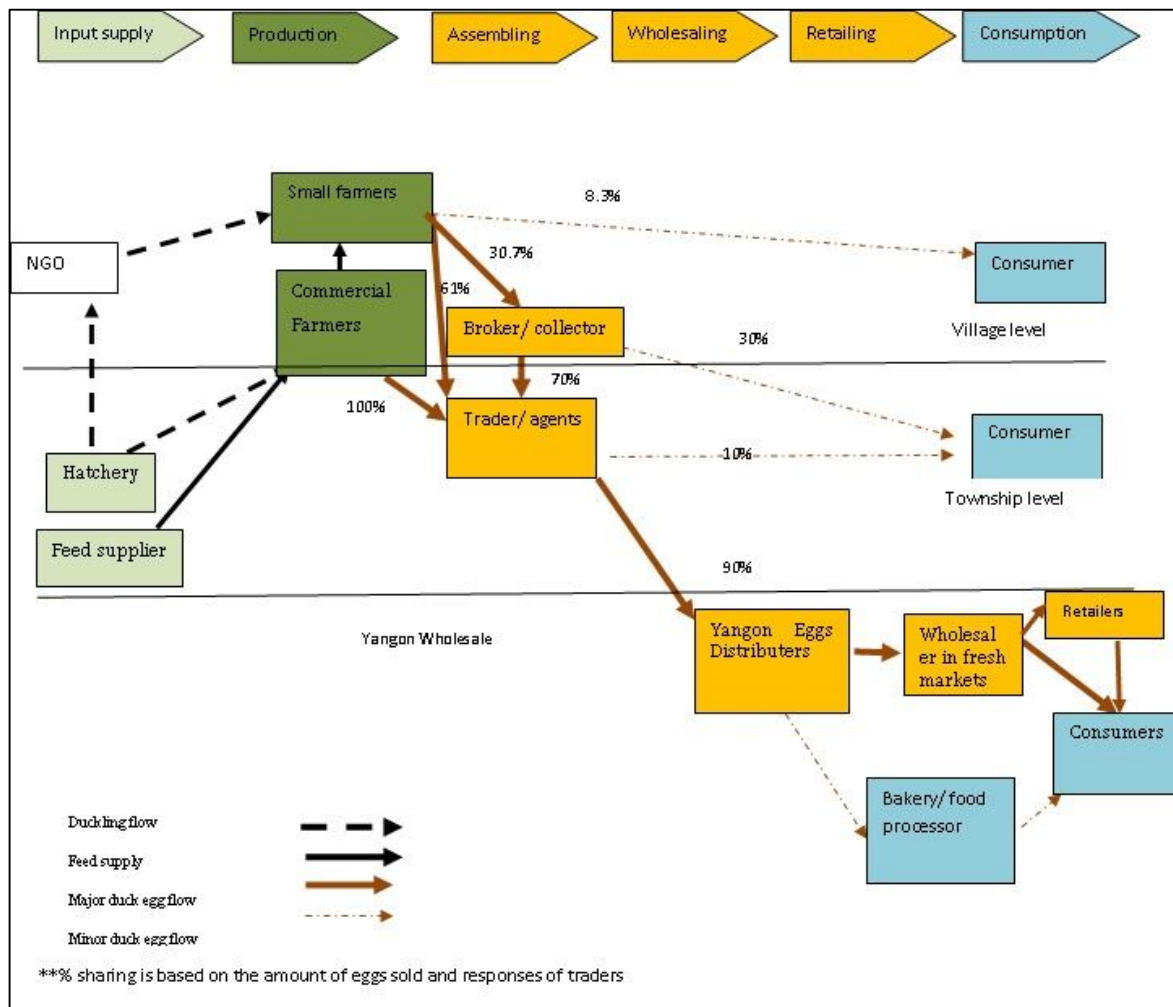 Input supply
Production
Assembling
Wholesaling
Retailing
Consumption
Small farmers
8.3%
NGO
30.7%
Consumer
Commercial
Farmers
61%
Broker/ collector
Village level
30%
70%
100%
Trader/ agents
Consumer
10%
Hatchery
Township level
Feed supplier
90%
Yangon Wholesale
Yangon Eggs
Distributers
Wholesal
er in fresh
markets
Retailers
Consumers
Bakery/ food
processor
Duckling flow
Feed supply
Major duck egg flow
Minor duck egg flow
**% sharing is based on the amount of eggs sold and responses of traders